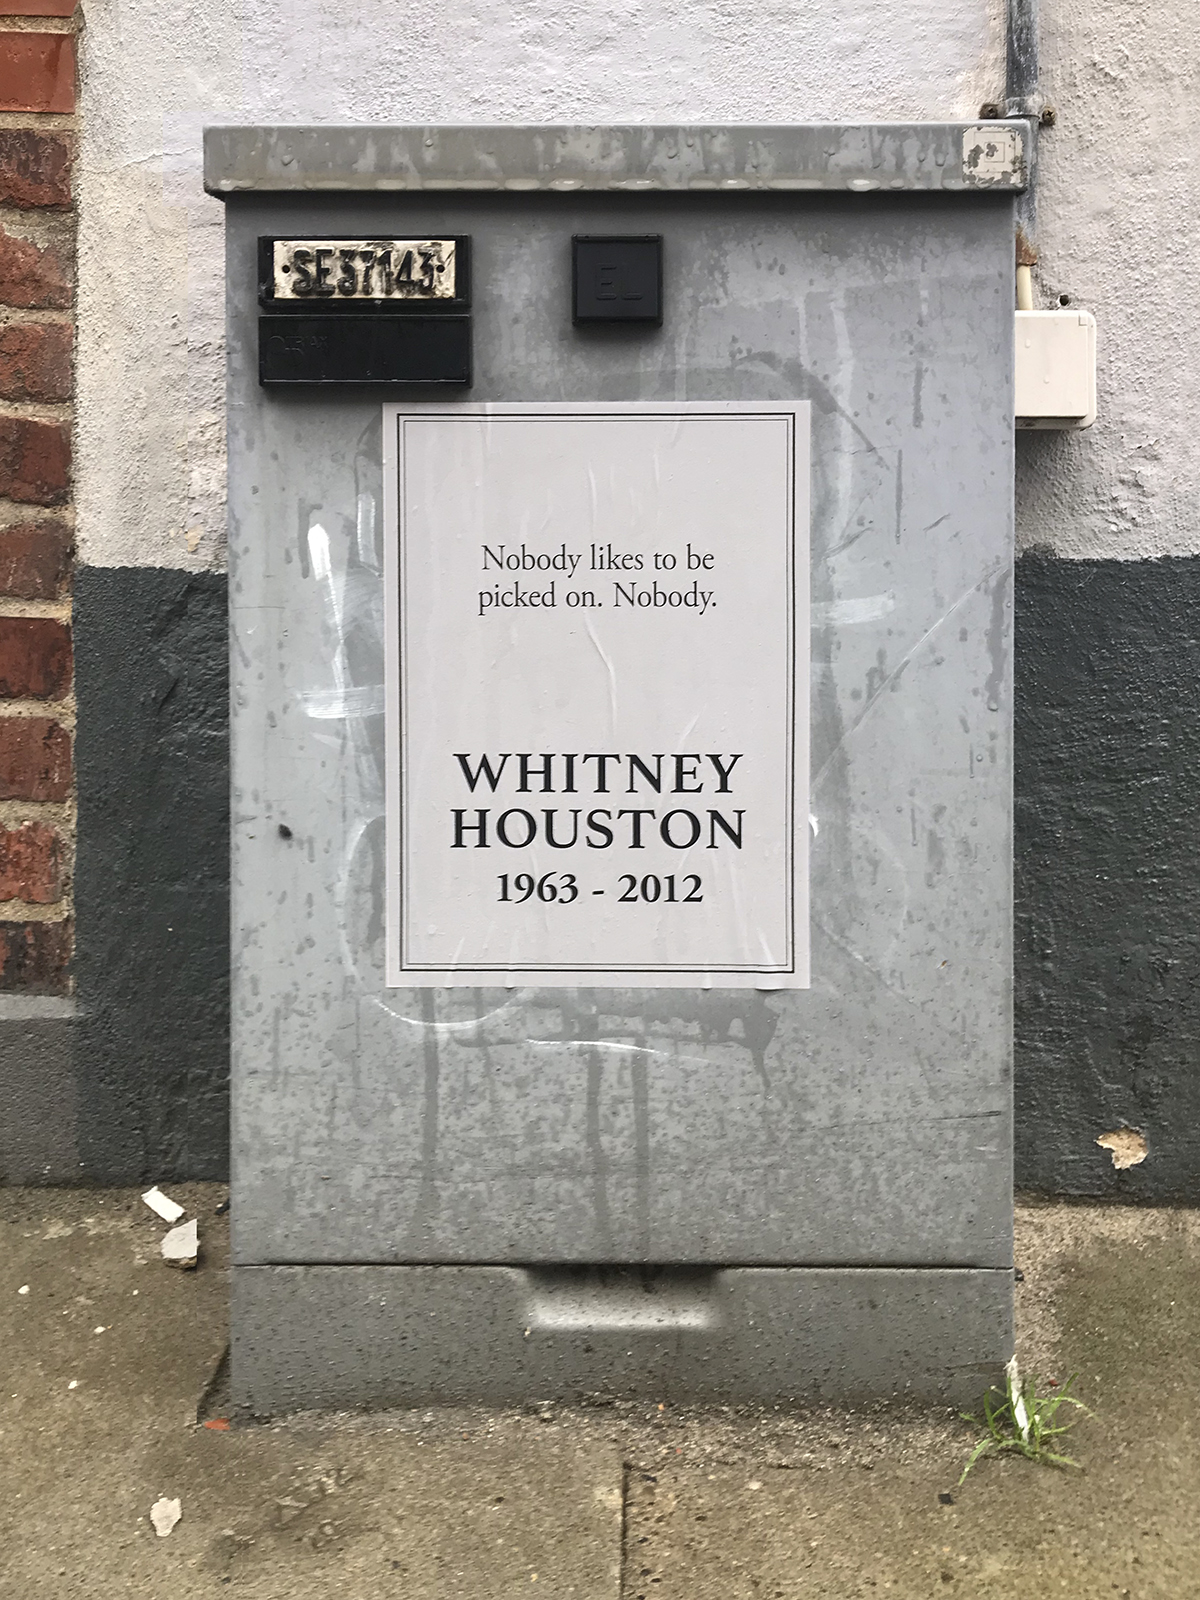 SE37143
EL
Nobody likes to be
picked on. Nobody.
WHITNEY
HOUSTON
1963 - 2012